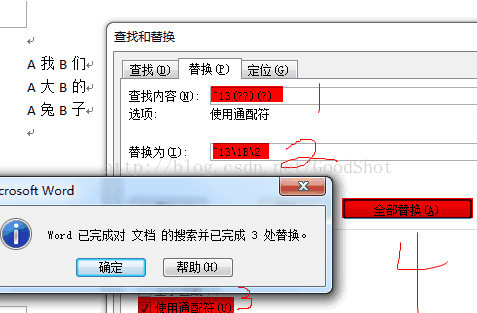 A 我 B 们
A 大 B 的
A 兔 B 子
查找和替换
查找(D) 替换(P) 定位(G)
查找内容(N): ^13(??)(?)
选项: 使用通配符
1
替换为(I): ^13\1B\2
2
http://blog.csdn.net/GoodShot
crosoft Word
Word 已完成对 文档 的搜索并已完成 3 处替换。
确定 帮助(H)
全部替换(A)
4
使用通配符(U)
3